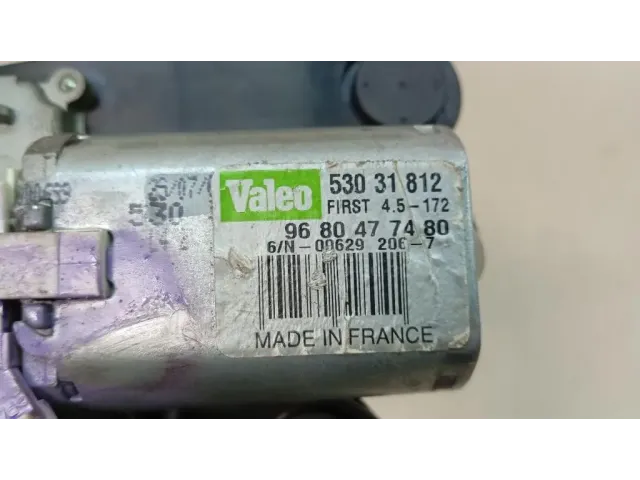 Valeo
530 31 812
FIRST 4.5-172
96 80 47 74 80
6/N-00629 206-7
MADE IN FRANCE